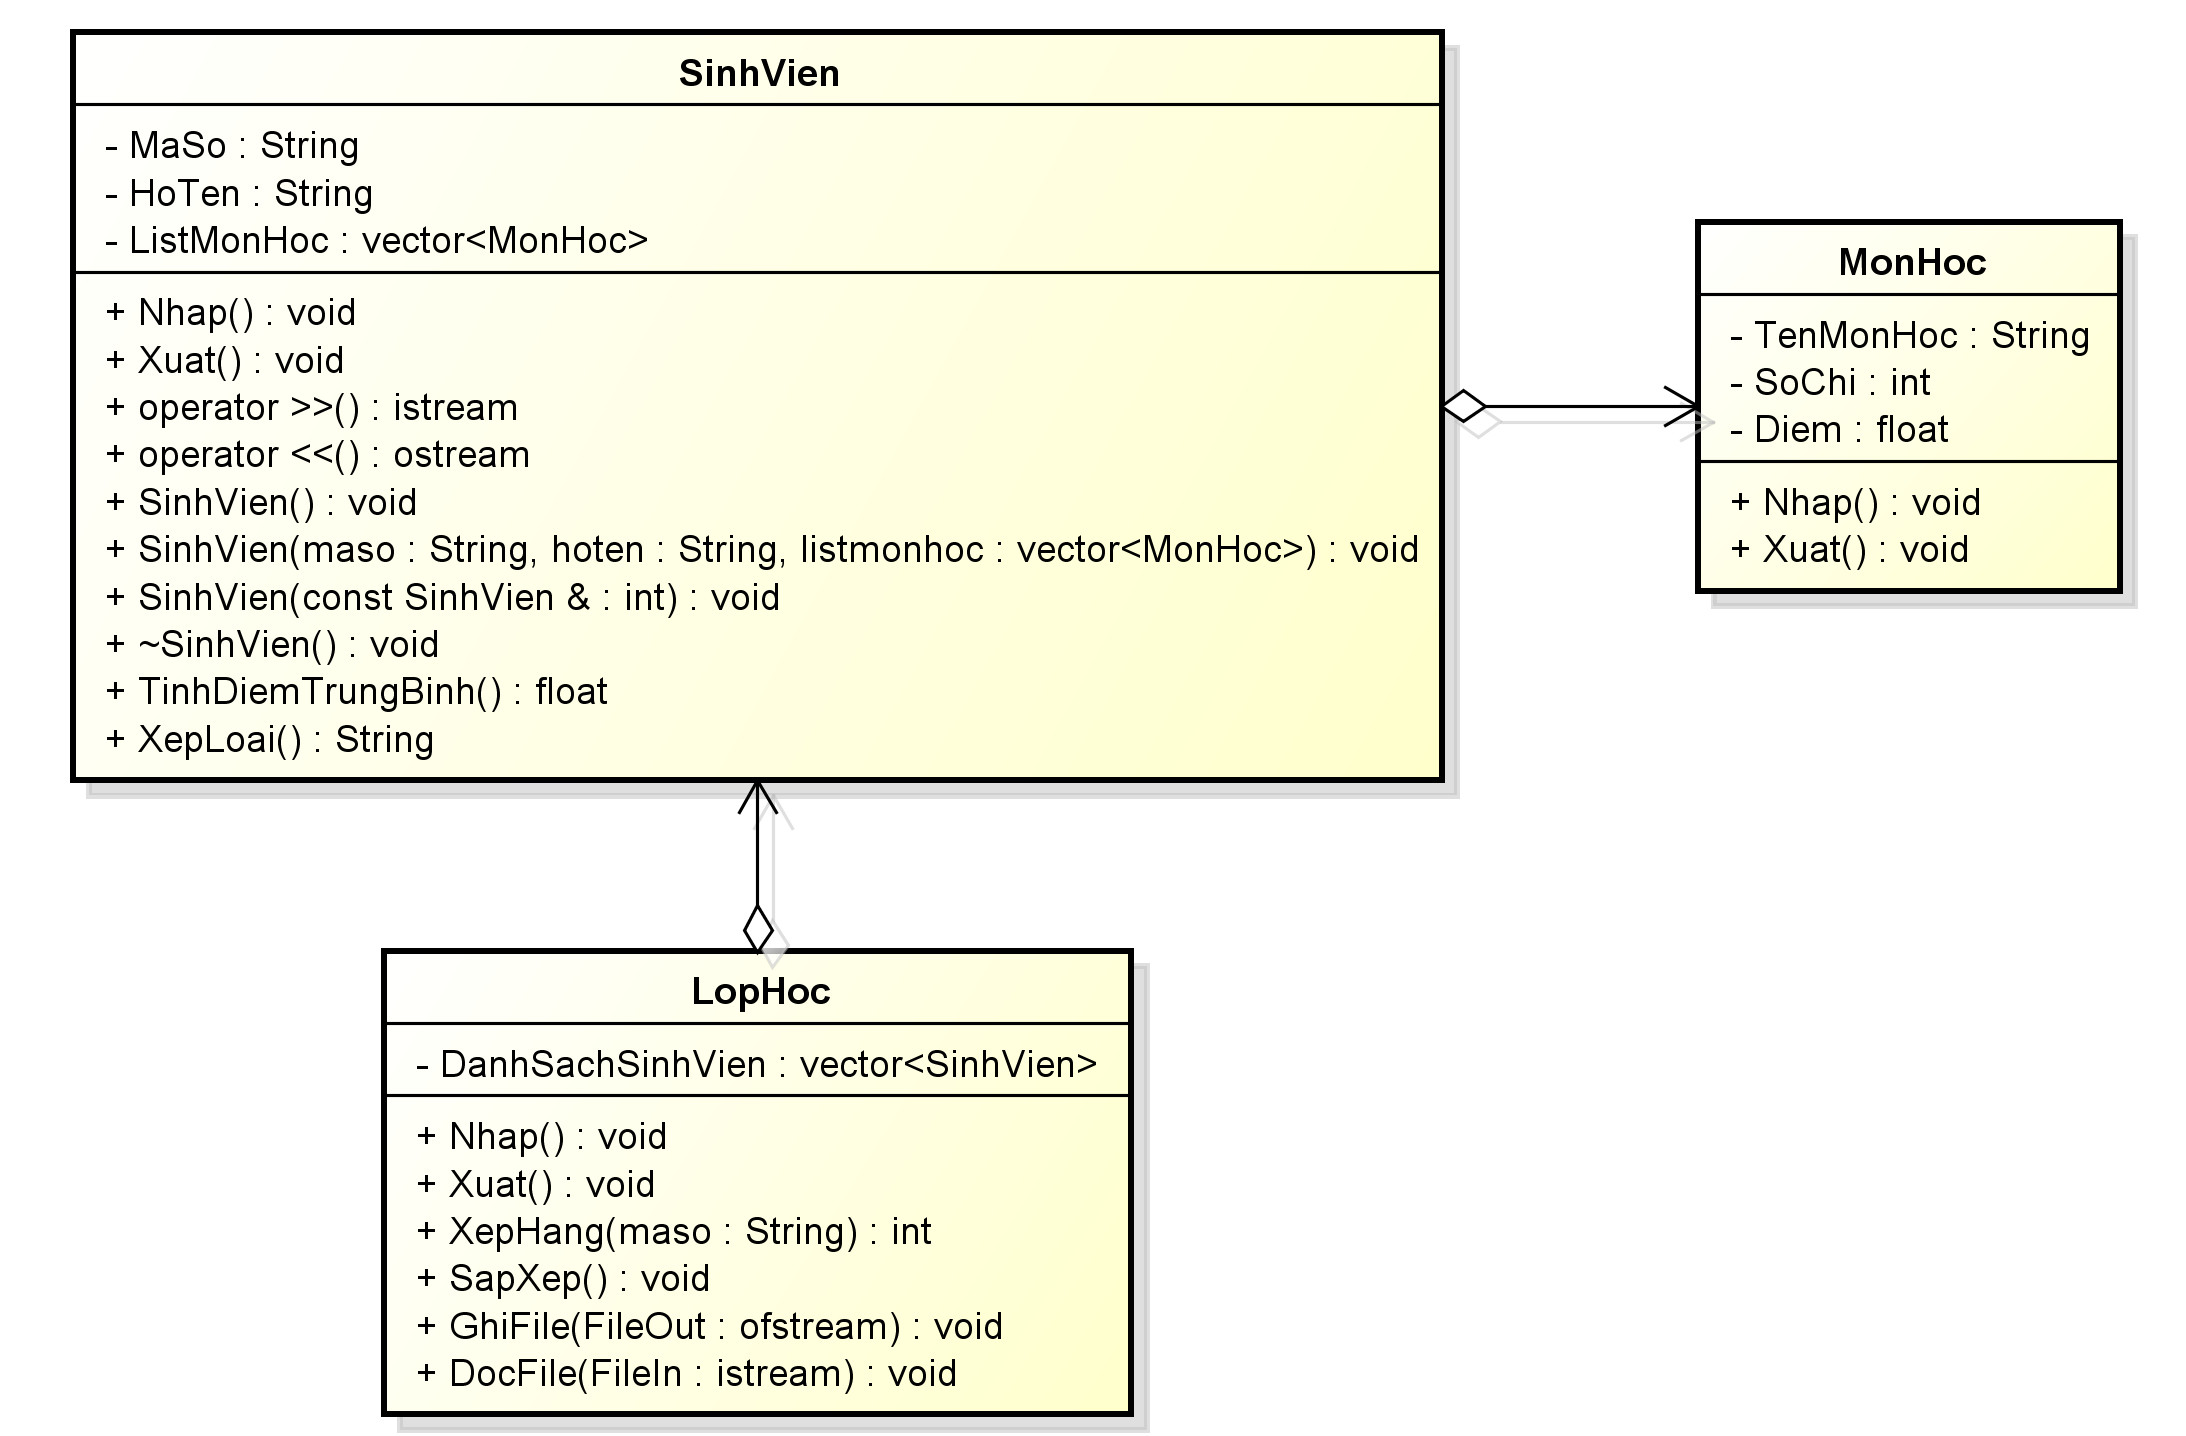 SinhVien
- MaSo : String
- HoTen : String
- ListMonHoc : vector<MonHoc>
+ Nhap() : void
+ Xuat() : void
+ operator >>() : istream
+ operator <<() : ostream
+ SinhVien() : void
+ SinhVien(maso : String, hoten : String, listmonhoc : vector<MonHoc>) : void
+ SinhVien(const SinhVien & : int) : void
+ ~SinhVien() : void
+ TinhDiemTrungBinh() : float
+ XepLoai() : String
MonHoc
- TenMonHoc : String
- SoChi : int
- Diem : float
+ Nhap() : void
+ Xuat() : void
LopHoc
- DanhSachSinhVien : vector<SinhVien>
+ Nhap() : void
+ Xuat() : void
+ XepHang(maso : String) : int
+ SapXep() : void
+ GhiFile(FileOut : ofstream) : void
+ DocFile(FileIn : istream) : void